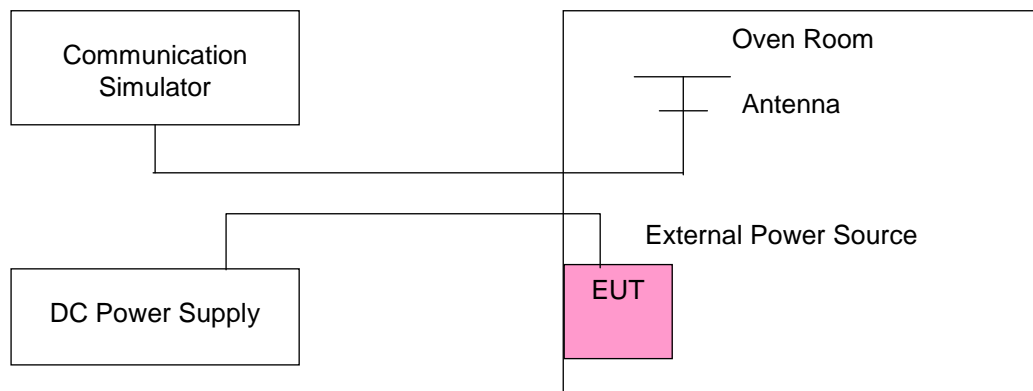 Communication
Simulator
Oven Room
Antenna
External Power Source
DC Power Supply
EUT